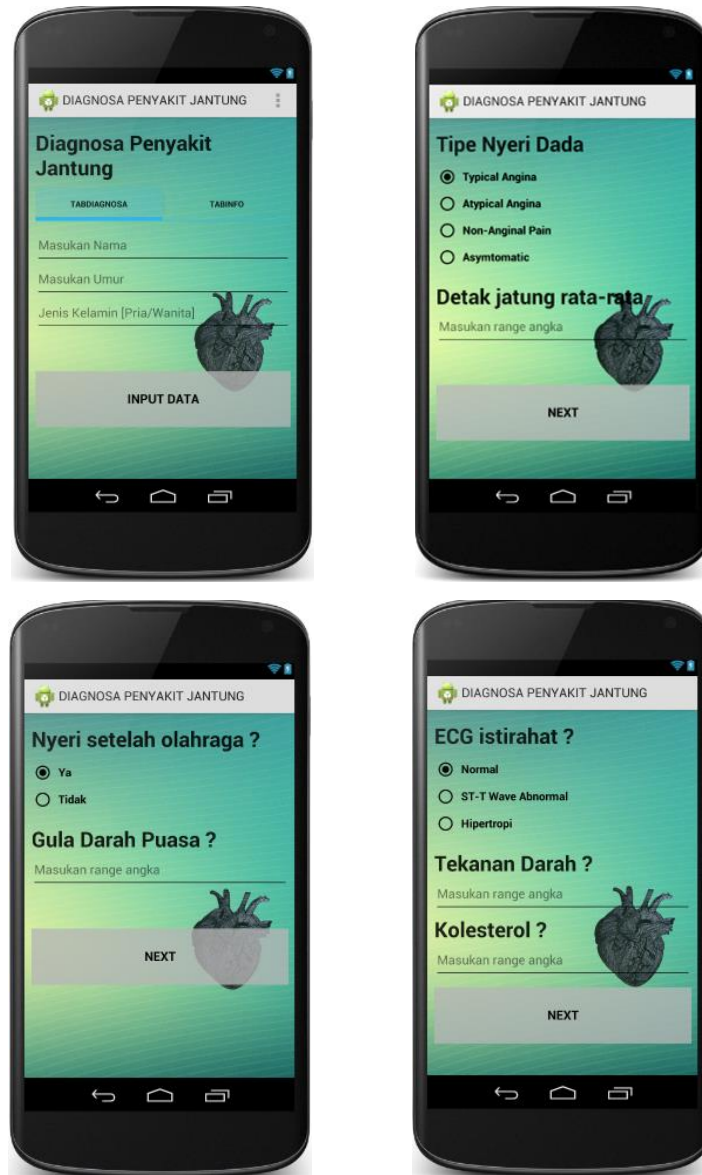 DIAGNOSA PENYAKIT JANTUNG
Diagnosa Penyakit
Jantung
TABDIAGNOSA TABINFO
Masukan Nama
Masukan Umur
Jenis Kelamin [Pria/Wanita]
INPUT DATA
DIAGNOSA PENYAKIT JANTUNG
Tipe Nyeri Dada
Typical Angina
Atypical Angina
Non-Anginal Pain
Asymtomatic
Detak jatung rata-rata
Masukan range angka
NEXT
DIAGNOSA PENYAKIT JANTUNG
Nyeri setelah olahraga ?
Ya
Tidak
Gula Darah Puasa ?
Masukan range angka
NEXT
DIAGNOSA PENYAKIT JANTUNG
ECG istirahat ?
Normal
ST-T Wave Abnormal
Hipertropi
Tekanan Darah ?
Masukan range angka
Kolesterol ?
Masukan range angka
NEXT